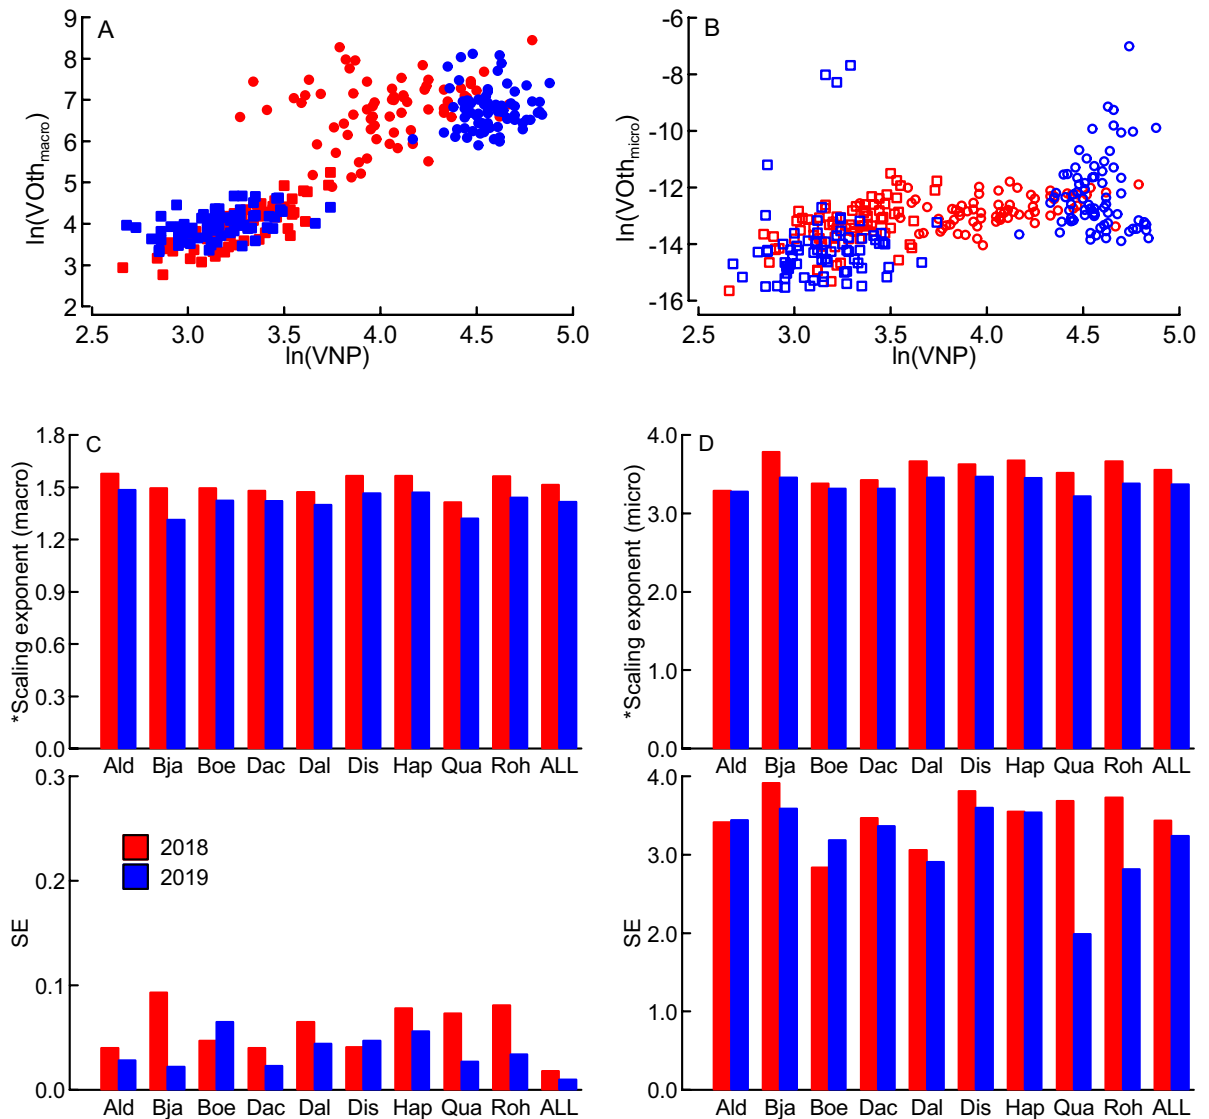 A
9
8
7
6
5
4
3
2
ln(VOth macro)
2.5 3.0 3.5 4.0 4.5 5.0
ln(VNP)
B
-6
-8
-10
-12
-14
-16
ln(VOth micro)
2.5 3.0 3.5 4.0 4.5 5.0
ln(VNP)
C
1.8
1.5
1.2
0.9
0.6
0.3
0.0
*Scaling exponent (macro)
Ald Bja Boe Dac Dal Dis Hap Qua Roh ALL
D
4.0
3.0
2.0
1.0
0.0
*Scaling exponent (micro)
Ald Bja Boe Dac Dal Dis Hap Qua Roh ALL
0.3
0.2
0.1
0.0
SE
2018
2019
Ald Bja Boe Dac Dal Dis Hap Qua Roh ALL
4.0
3.0
2.0
1.0
0.0
SE
Ald Bja Boe Dac Dal Dis Hap Qua Roh ALL